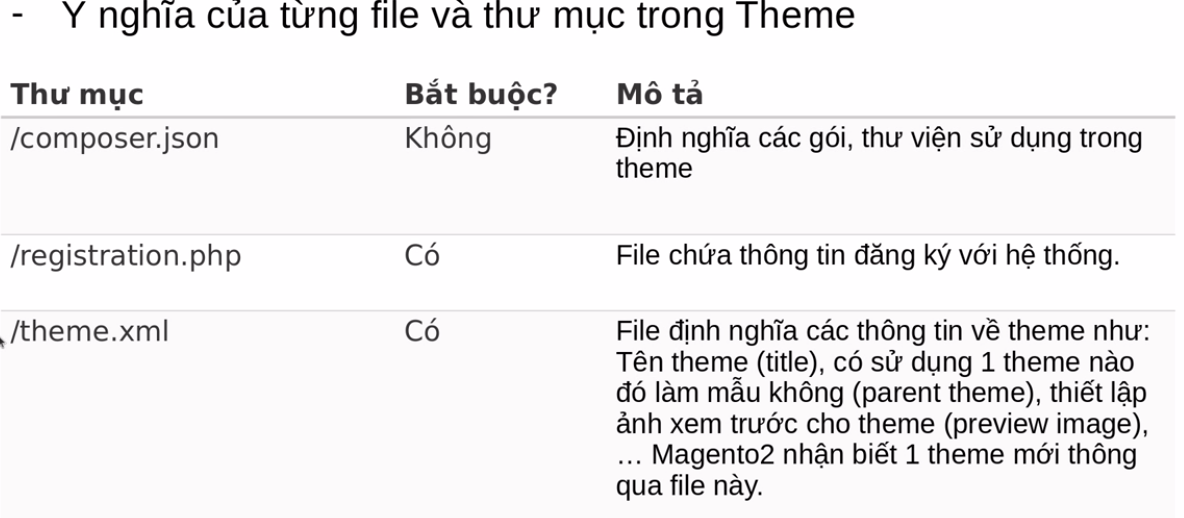 - Ý nghĩa của từng file và thư mục trong Theme
Thư mục Bắt buộc? Mô tả
/composer.json Không Định nghĩa các gói, thư viện sử dụng trong
theme
/registration.php Có File chứa thông tin đăng ký với hệ thống.
/theme.xml Có File định nghĩa các thông tin về theme như:
Tên theme (title), có sử dụng 1 theme nào
đó làm mẫu không (parent theme), thiết lập
ảnh xem trước cho theme (preview image),
… Magento2 nhận biết 1 theme mới thông
qua file này.